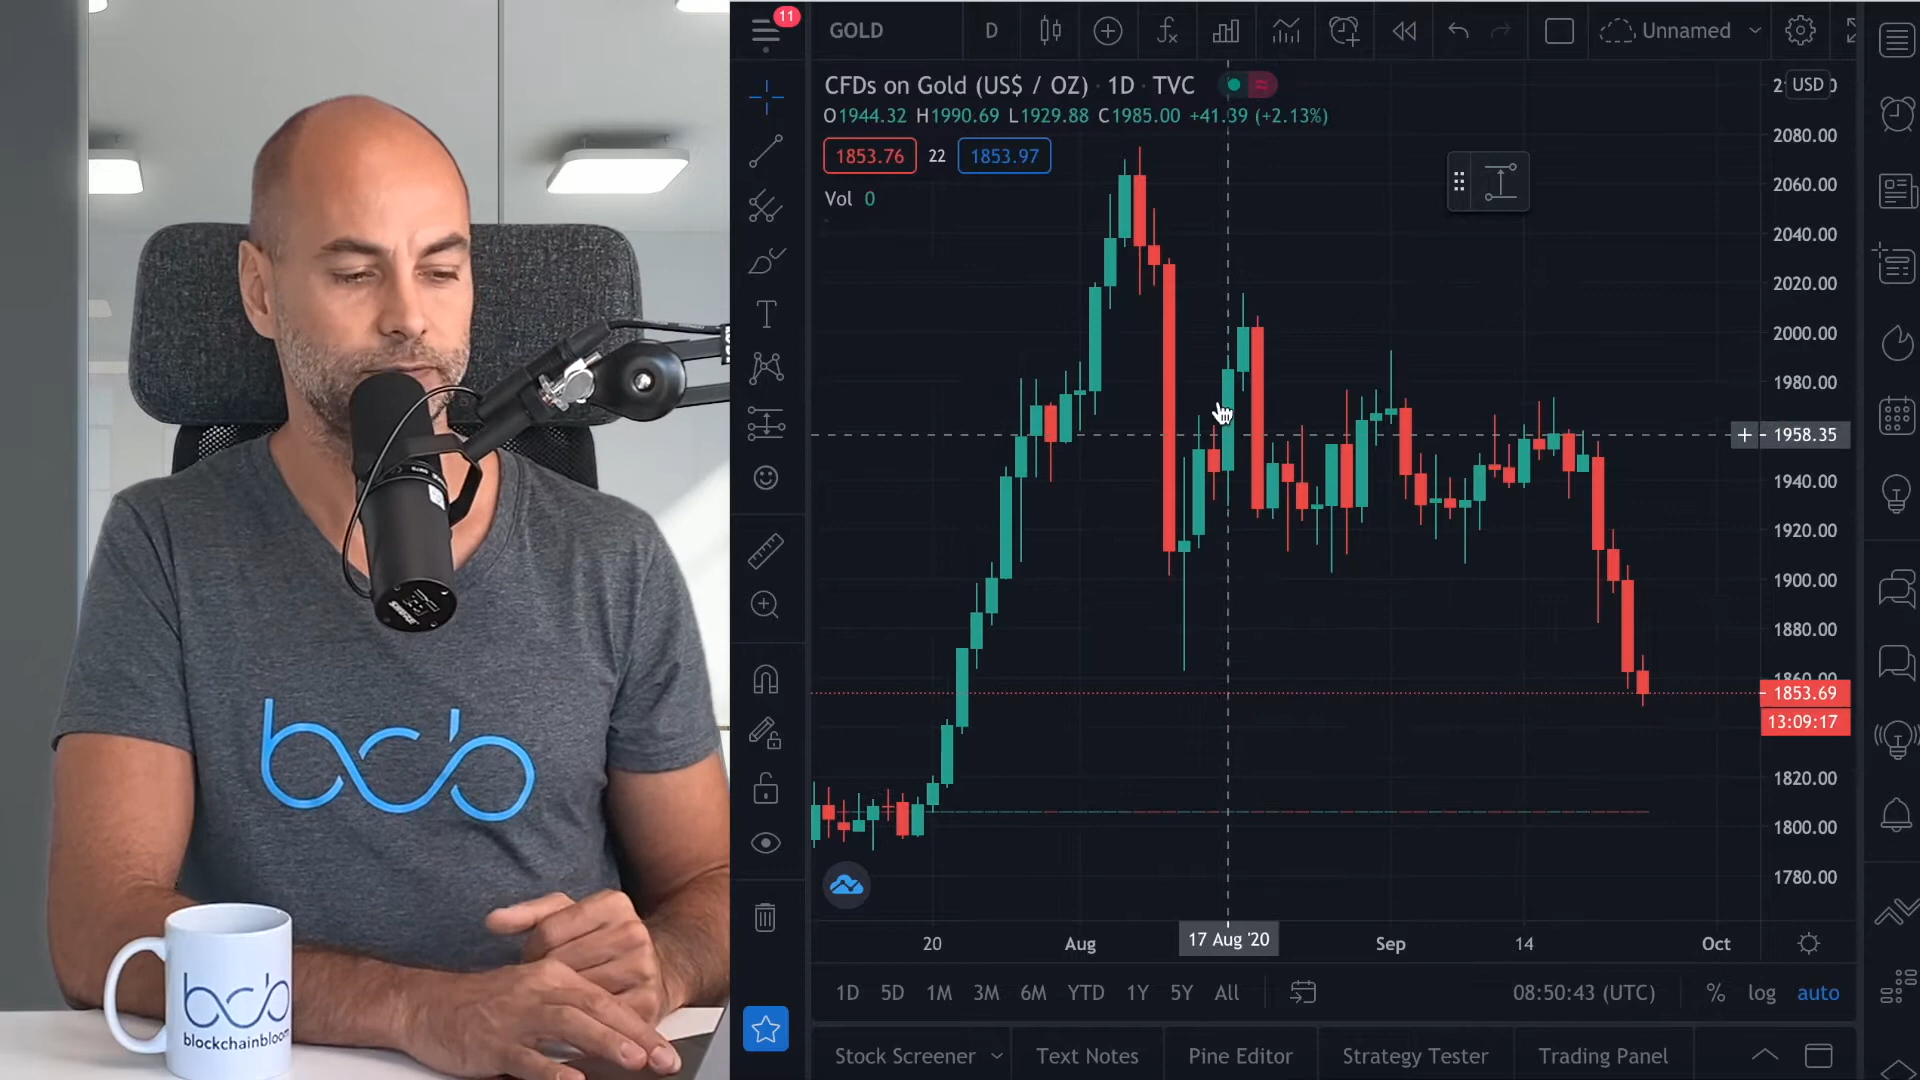 11
GOLD D Unnamed
CFDs on Gold (US$ / OZ) · 1D · TVC
O1944.32 H1990.69 L1929.88 C1985.00 +41.39 (+2.13%)
1853.76 22 1853.97
Vol 0
USD
2080.00
2060.00
2040.00
2020.00
2000.00
1980.00
1958.35
1940.00
1920.00
1900.00
1880.00
1860.00
1853.69
13:09:17
1820.00
1800.00
1780.00
20 Aug 17 Aug '20 Sep 14 Oct
1D 5D 1M 3M 6M YTD 1Y 5Y All 08:50:43 (UTC) % log auto
Stock Screener Text Notes Pine Editor Strategy Tester Trading Panel
bcb
SHURE
bcb
blockchainbloom